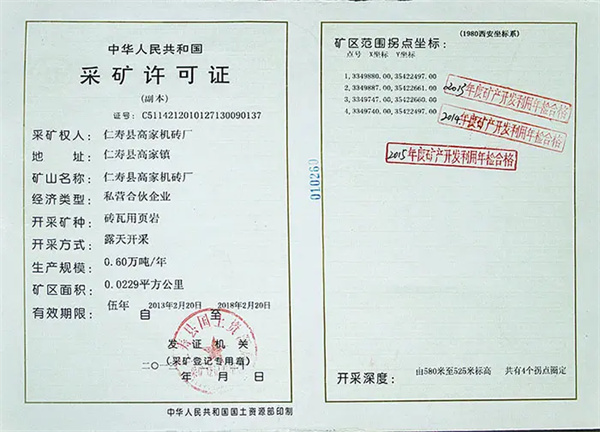 中华人民共和国
采矿许可证
(副本)
证号: C5114212010127130090137
采矿权人: 仁寿县高家机砖厂
地 址: 仁寿县高家镇
矿山名称: 仁寿县高家机砖厂
经济类型: 私营合伙企业
开采矿种: 砖瓦用页岩
开采方式: 露天开采
生产规模: 0.60万吨/年
矿区面积: 0.0229平方公里
有效期限: 伍年 2013年2月20日 2018年2月20日
自 至
发证机关
(采矿登记专用章)
二〇一
年 月 日
中华人民共和国国土资源部印制
010260
(1980西安坐标系)
矿区范围拐点坐标:
点号 X坐标 Y坐标
1, 3349880.00, 35422497.00
2, 3349887.00, 35422661.00
3, 3349747.00, 35422660.00
4, 3349740.00, 35422497.00
2013年度矿产开发利用年检合格
2014年度矿产开发利用年检合格
2015年度矿产开发利用年检合格
开采深度: 由580米至525米标高 共有4个拐点圈定